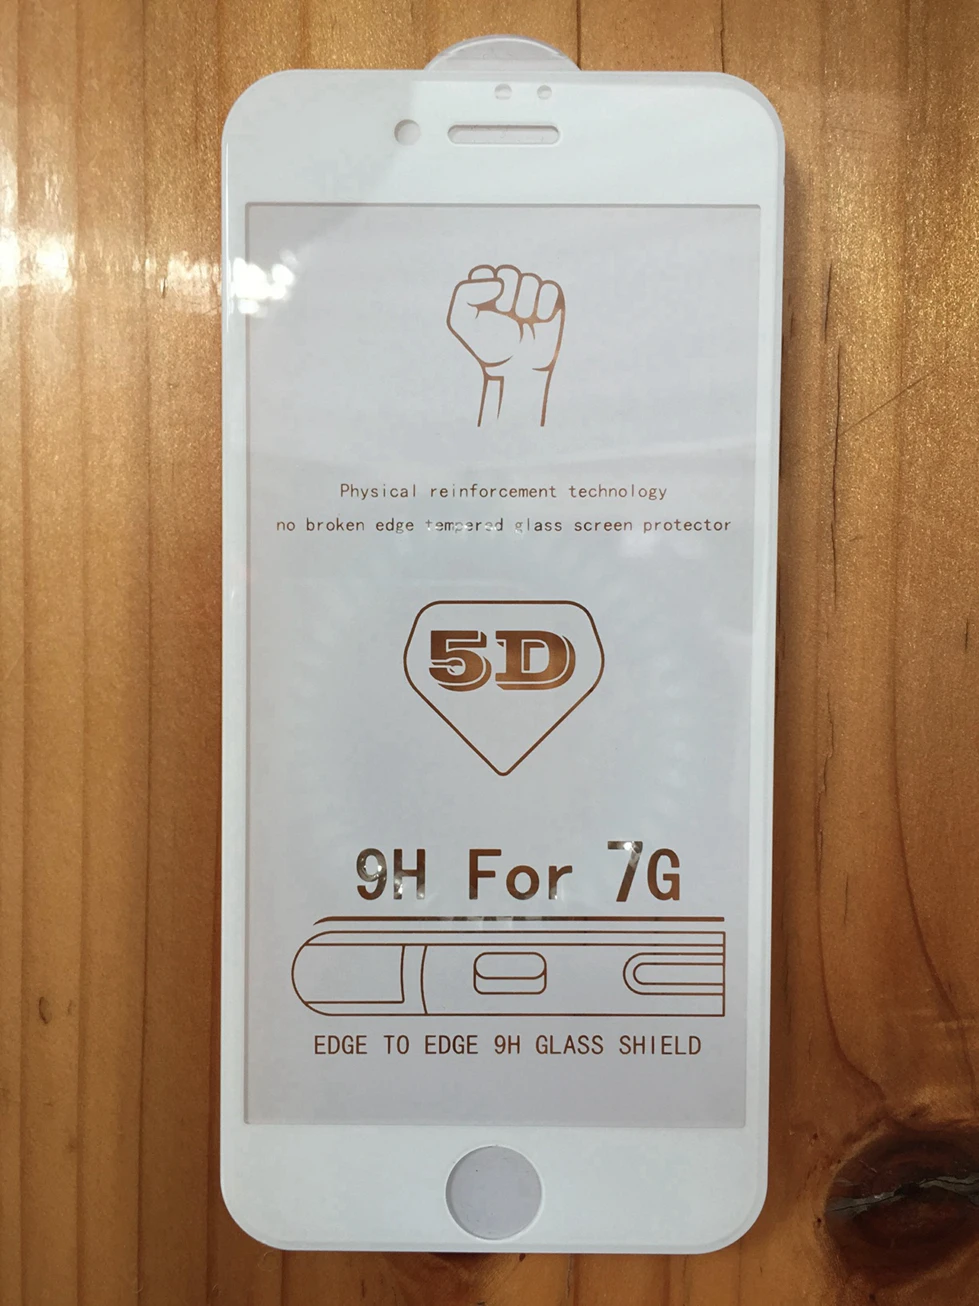 Physical reinforcement technology
no broken edge tempered glass screen protector
5D
9H For 7G
EDGE TO EDGE 9H GLASS SHIELD